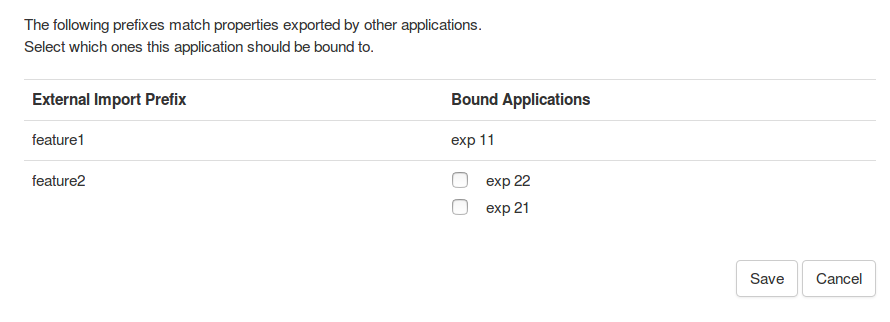 The following prefixes match properties exported by other applications.
Select which ones this application should be bound to.
External Import Prefix Bound Applications
feature1 exp 11
feature2 exp 22
exp 21
Save Cancel